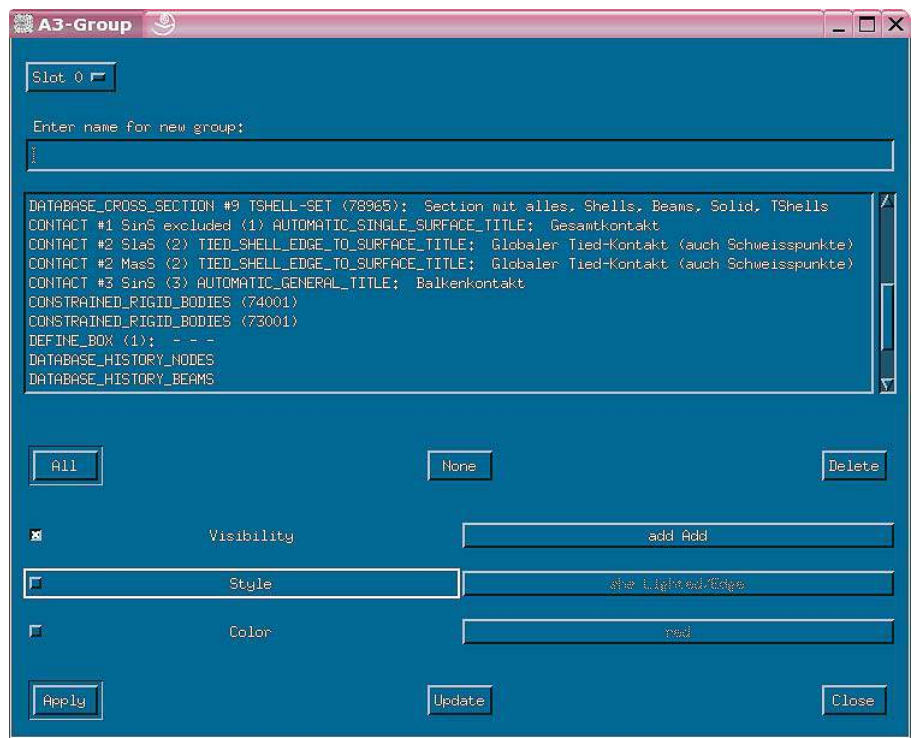 A3-Group
Slot 0
Enter name for new group:
DATABASE_CROSS_SECTION #9 TSHELL-SET (78965): Section mit alles, Shells, Beams, Solid, TShells
CONTACT #1 SinS excluded (1) AUTOMATIC_SINGLE_SURFACE_TITLE: Gesamtkontakt
CONTACT #2 SlaS (2) TIED_SHELL_EDGE_TO_SURFACE_TITLE: Globaler Tied-Kontakt (auch Schweisspunkte)
CONTACT #2 MasS (2) TIED_SHELL_EDGE_TO_SURFACE_TITLE: Globaler Tied-Kontakt (auch Schweisspunkte)
CONTACT #3 SinS (3) AUTOMATIC_GENERAL_TITLE: Balkenkontakt
CONSTRAINED_RIGID_BODIES (74001)
CONSTRAINED_RIGID_BODIES (73001)
DEFINE_BOX (1): - - -
DATABASE_HISTORY_NODES
DATABASE_HISTORY_BEAMS
All None Delete
Visibility add Add
Style she Lighted/Edge
Color red
Apply Update Close